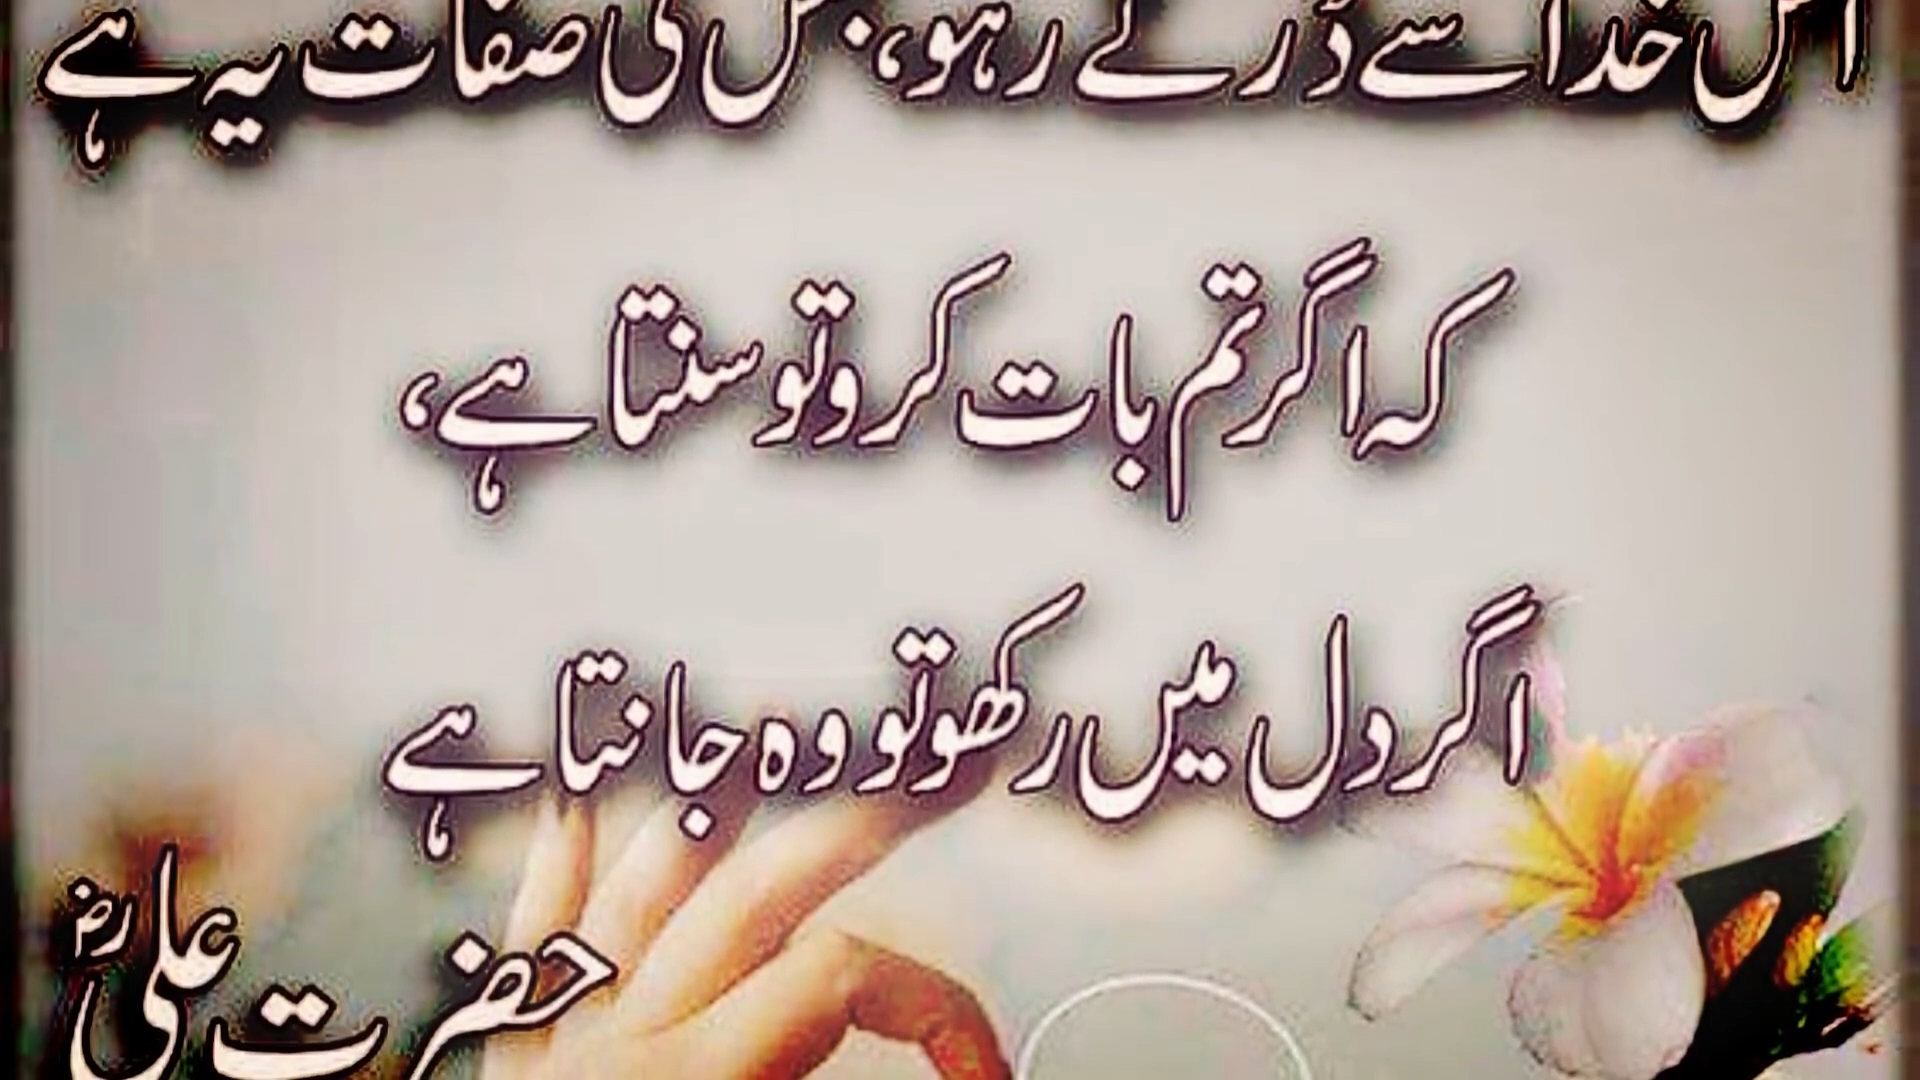 اس خدا سے ڈرتے رہو، جس کی صفات یہ ہے
کہ اگر تم بات کرو تو سنتا ہے،
اگر دل میں رکھو تو وہ جانتا ہے
حضرت علیؓ